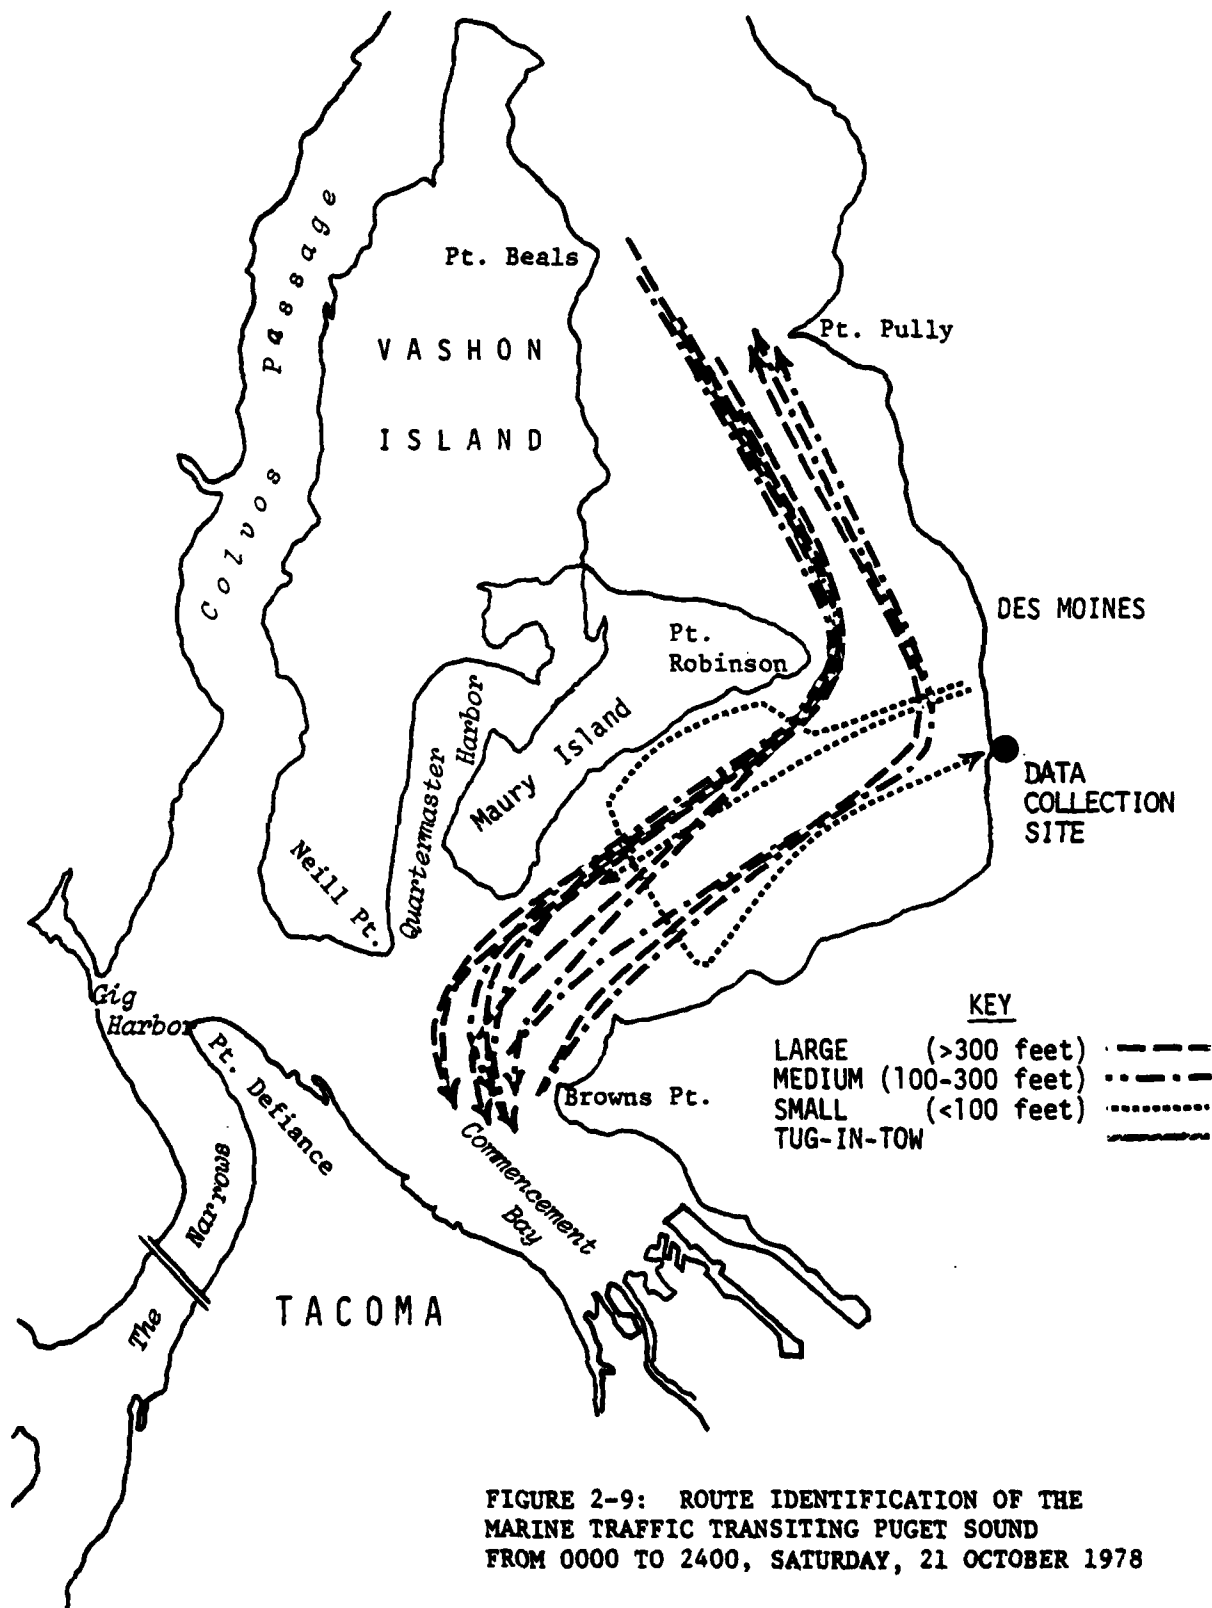 Colvos Passage
Pt. Beals
VASHON
ISLAND
Pt. Pully
DES MOINES
Pt.
Robinson
Quartermaster
Harbor
Maury Island
Neill Pt.
DATA
COLLECTION
SITE
Gig
Harbor
Pt. Defiance
Browns Pt.
KEY
LARGE (>300 feet)
MEDIUM (100-300 feet)
SMALL (<100 feet)
TUG-IN-TOW
Commencement
Bay
The Narrows
TACOMA
FIGURE 2-9: ROUTE IDENTIFICATION OF THE
MARINE TRAFFIC TRANSITING PUGET SOUND
FROM 0000 TO 2400, SATURDAY, 21 OCTOBER 1978